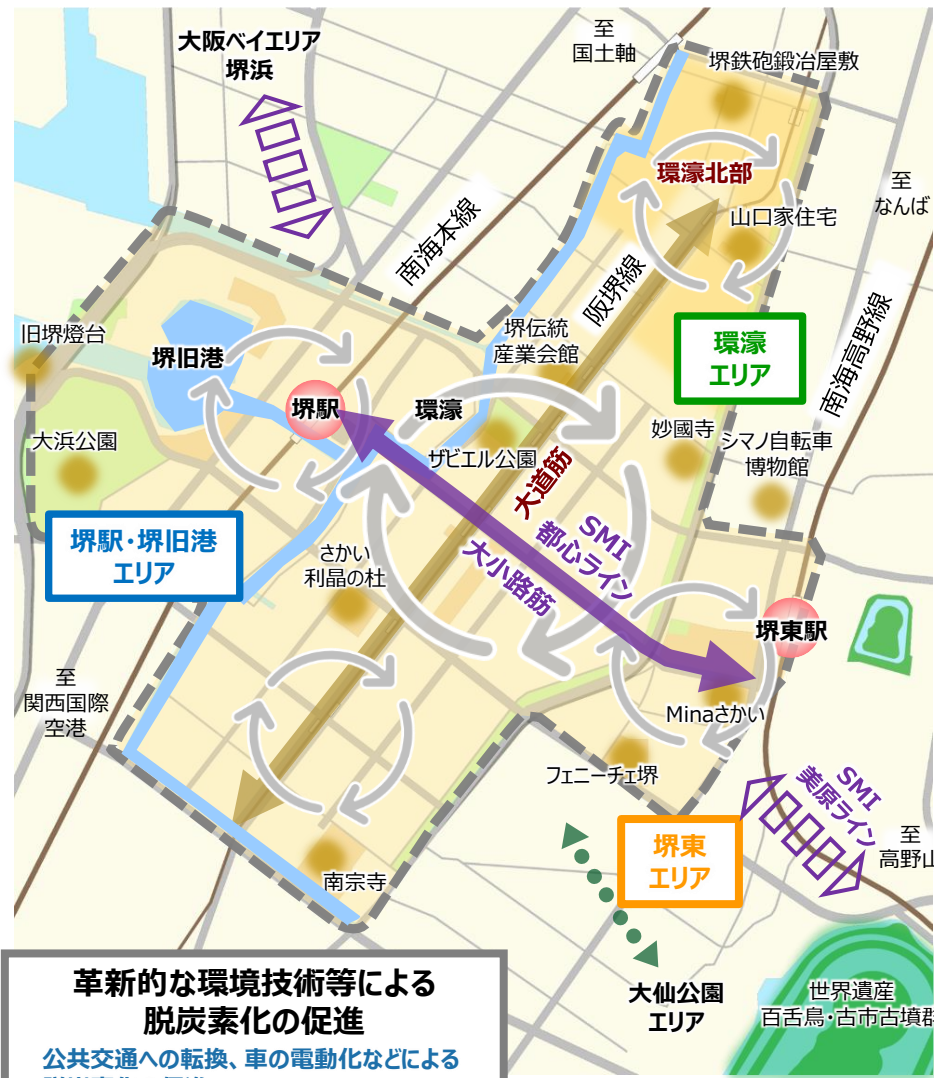 大阪ベイエリア
堺浜
至
国土軸
堺鉄砲鍛冶屋敷
環濠北部
至
なんば
山口家住宅
南海本線
阪堺線
南海高野線
旧堺燈台
堺旧港
堺伝統
産業会館
環濠
エリア
堺駅
環濠
大浜公園
ザビエル公園
大道筋
妙國寺
シマノ自転車
博物館
堺駅・堺旧港
エリア
さかい
利晶の杜
SMI
都心ライン
大小路筋
堺東駅
至
関西国際
空港
Minaさかい
フェニーチェ堺
SMI
美原ライン
堺東
エリア
至
高野山
南宗寺
大仙公園
エリア
世界遺産
百舌鳥・古市古墳群
革新的な環境技術等による
脱炭素化の促進
公共交通への転換、車の電動化などによる